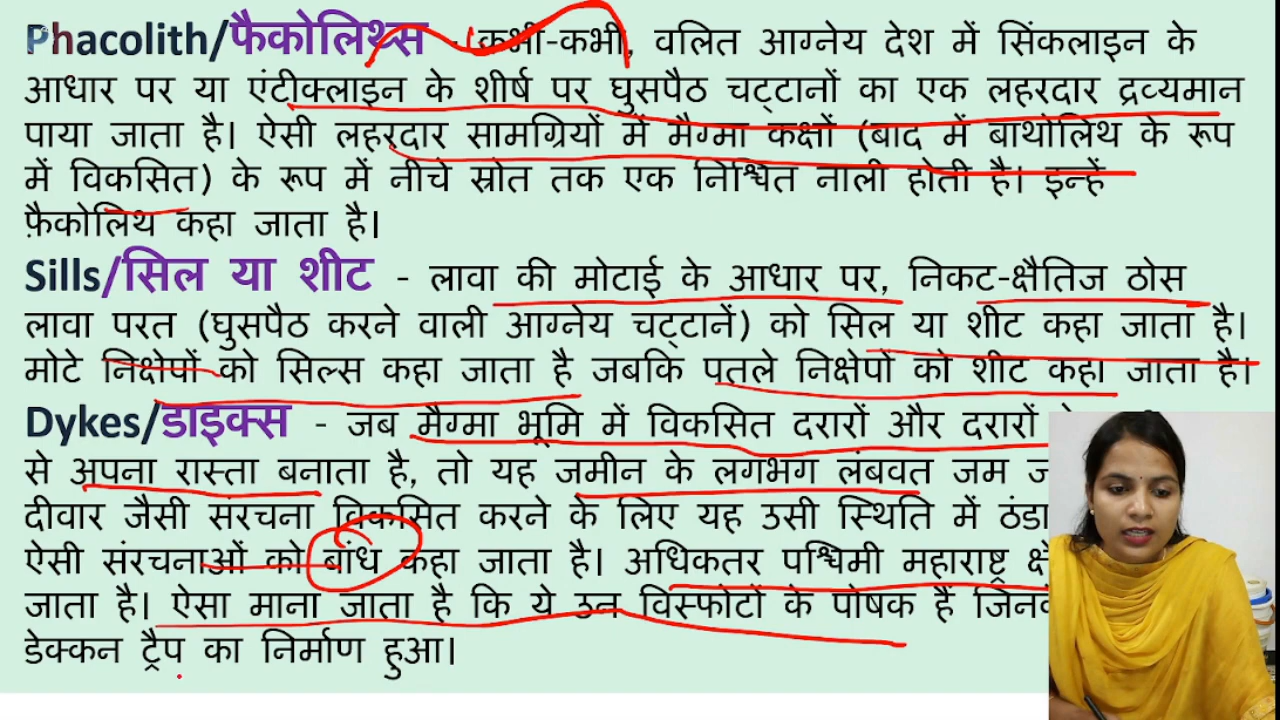 Phacolith/फैकोलिथ्स - कभी-कभी, वलित आग्नेय देश में सिंकलाइन के
आधार पर या एंटीक्लाइन के शीर्ष पर घुसपैठ चट्टानों का एक लहरदार द्रव्यमान
पाया जाता है। ऐसी लहरदार सामग्रियों में मैग्मा कक्षों (बाद में बाथोलिथ के रूप
में विकसित) के रूप में नीचे स्रोत तक एक निश्चित नाली होती है। इन्हें
फ़ैकोलिथ कहा जाता है।
Sills/सिल या शीट - लावा की मोटाई के आधार पर, निकट-क्षैतिज ठोस
लावा परत (घुसपैठ करने वाली आग्नेय चट्टानें) को सिल या शीट कहा जाता है।
मोटे निक्षेपों को सिल्स कहा जाता है जबकि पतले निक्षेपों को शीट कहा जाता है।
Dykes/डाइक्स - जब मैग्मा भूमि में विकसित दरारों और दरारों
से अपना रास्ता बनाता है, तो यह जमीन के लगभग लंबवत जम
दीवार जैसी संरचना विकसित करने के लिए यह उसी स्थिति में ठंडा
ऐसी संरचनाओं को बांध कहा जाता है। अधिकतर पश्चिमी महाराष्ट्र
जाता है। ऐसा माना जाता है कि ये उन विस्फोटों के पोषक हैं
डेक्कन ट्रैप का निर्माण हुआ।